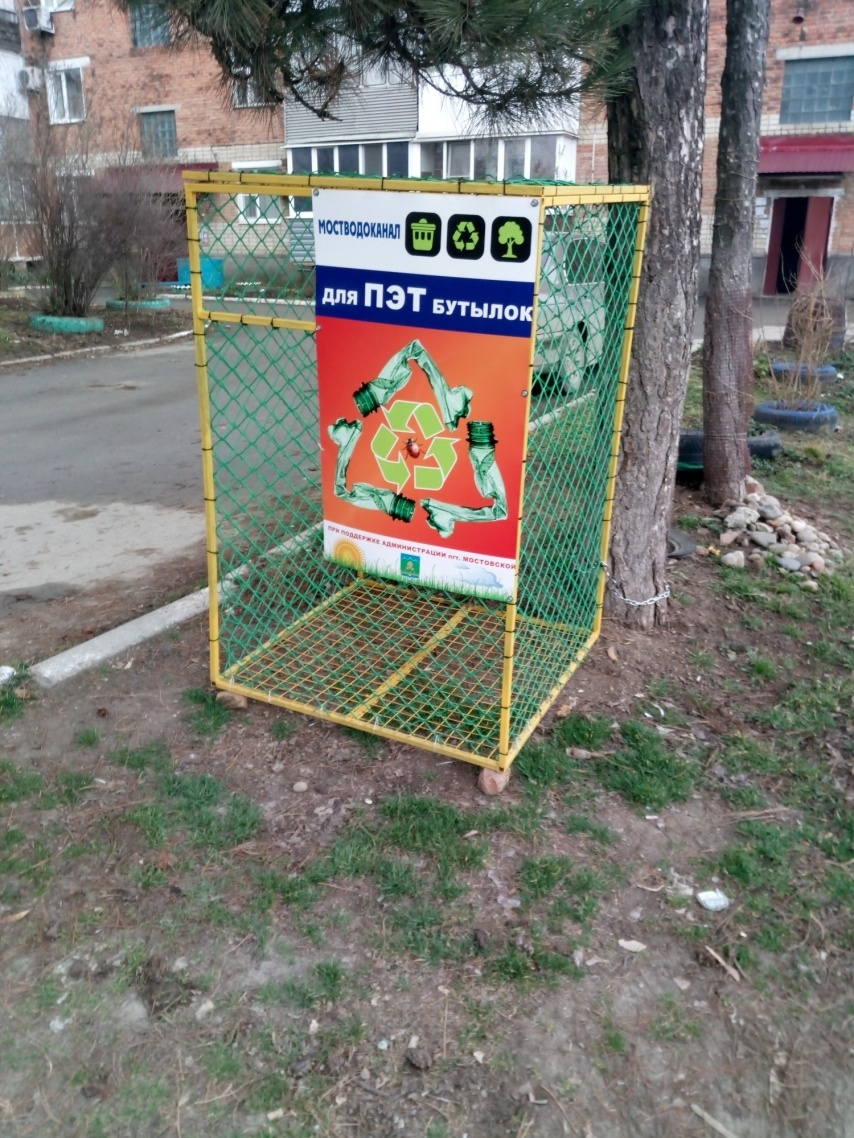 МОСТВОДОКАНАЛ
для ПЭТ бутылок
ПРИ ПОДДЕРЖКЕ АДМИНИСТРАЦИИ пгт. МОСТОВСКОЙ